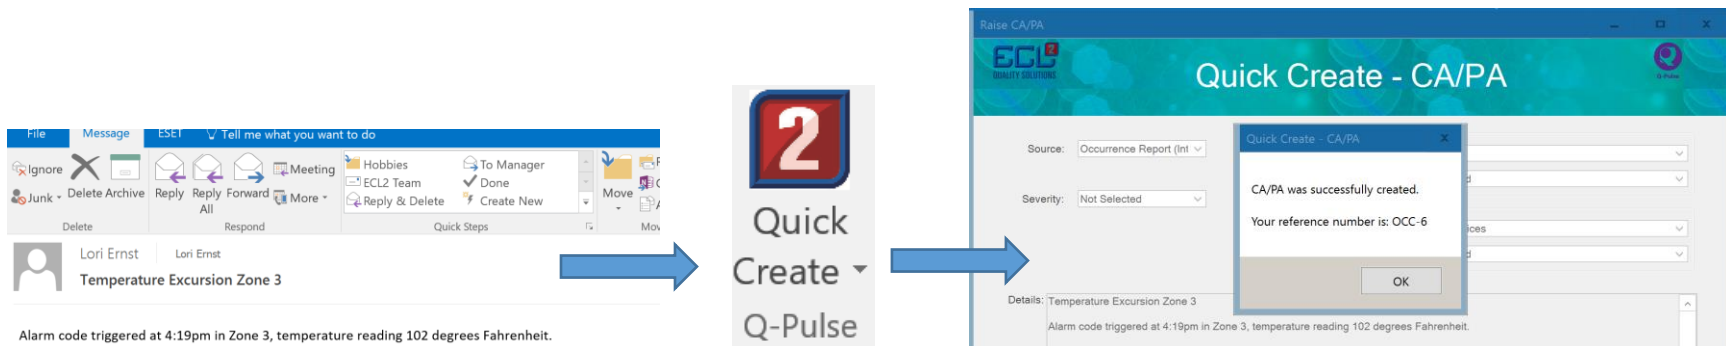 File Message ESET Tell me what you want to do
Ignore
Junk
Delete Archive
Delete
Reply Reply All Forward
Meeting
More
Respond
Hobbies To Manager
ECL2 Team Done
Reply & Delete Create New
Quick Steps
Move
Mov
Lori Ernst Lori Ernst
Temperature Excursion Zone 3
Alarm code triggered at 4:19pm in Zone 3, temperature reading 102 degrees Fahrenheit.
2
Quick
Create
Q-Pulse
Raise CA/PA
ECL2
QUALITY SOLUTIONS
Quick Create - CA/PA
Q-Pulse
Source: Occurrence Report (Int
Severity: Not Selected
Quick Create - CA/PA
CA/PA was successfully created.
Your reference number is: OCC-6
OK
ices
Details: Temperature Excursion Zone 3
Alarm code triggered at 4:19pm in Zone 3, temperature reading 102 degrees Fahrenheit.